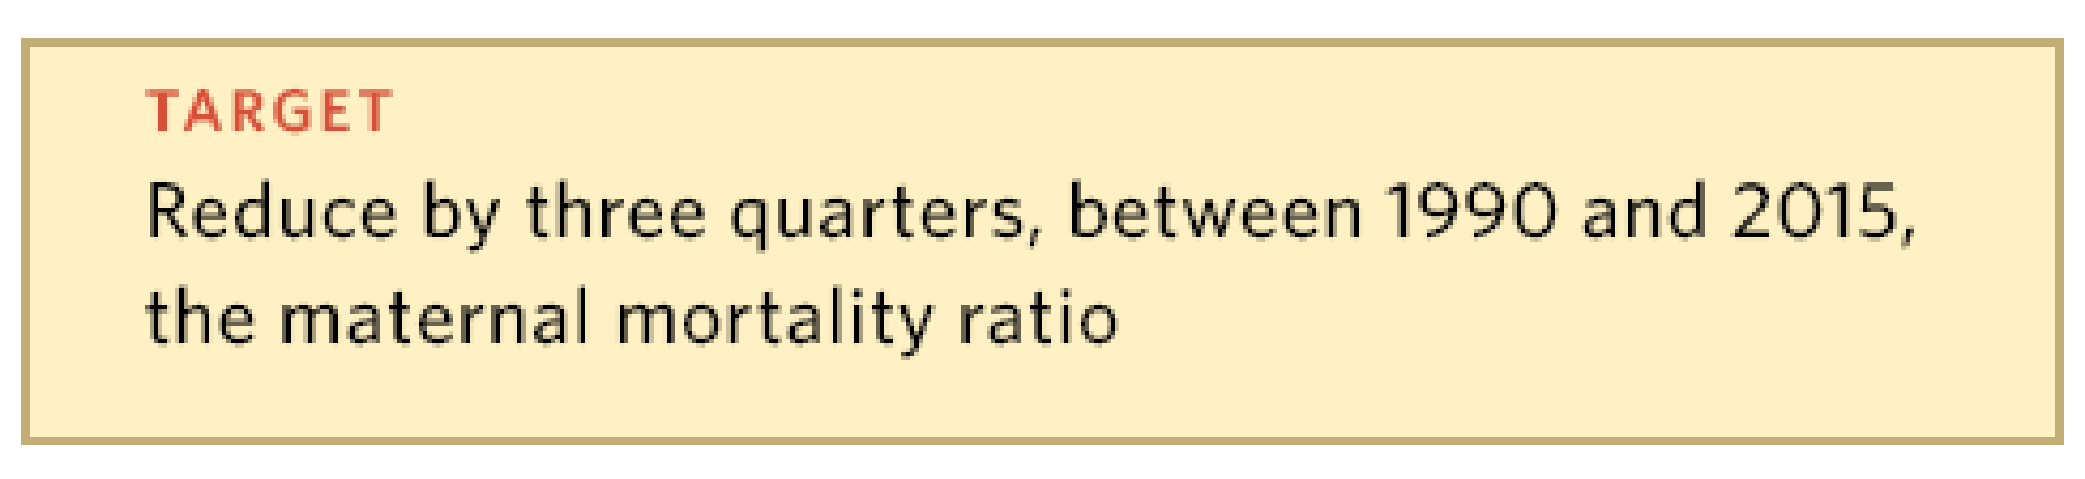 TARGET
Reduce by three quarters, between 1990 and 2015,
the maternal mortality ratio